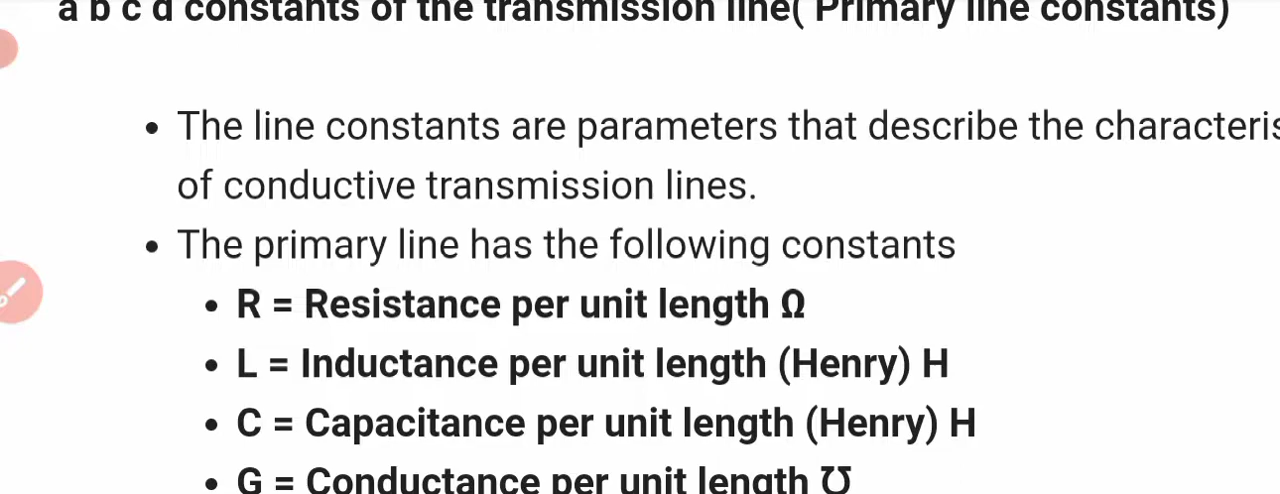 a b c d constants of the transmission line( Primary line constants)
• The line constants are parameters that describe the characteris
of conductive transmission lines.
• The primary line has the following constants
• R = Resistance per unit length Ω
• L = Inductance per unit length (Henry) H
• C = Capacitance per unit length (Henry) H
• G = Conductance per unit length ℧